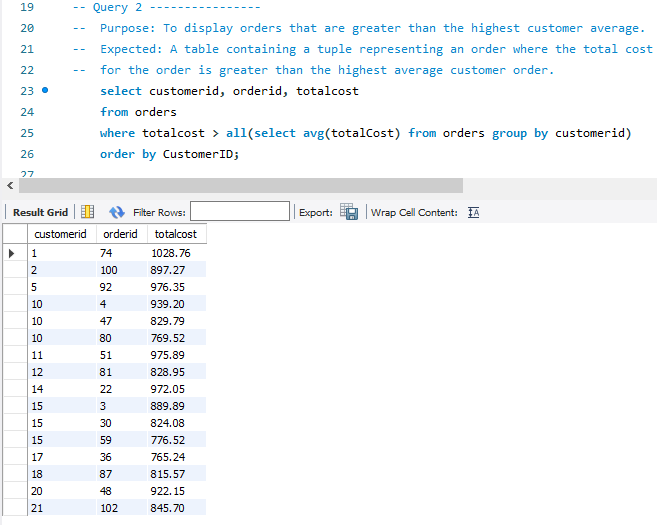 19 -- Query 2 ----------------
20 -- Purpose: To display orders that are greater than the highest customer average.
21 -- Expected: A table containing a tuple representing an order where the total cost
22 -- for the order is greater than the highest average customer order.
23 select customerid, orderid, totalcost
24 from orders
25 where totalcost > all(select avg(totalCost) from orders group by customerid)
26 order by CustomerID;
27
Result Grid Filter Rows: Export: Wrap Cell Content: IA
customerid orderid totalcost
1 74 1028.76
2 100 897.27
5 92 976.35
10 4 939.20
10 47 829.79
10 80 769.52
11 51 975.89
12 81 828.95
14 22 972.05
15 3 889.89
15 30 824.08
15 59 776.52
17 36 765.24
18 87 815.57
20 48 922.15
21 102 845.70